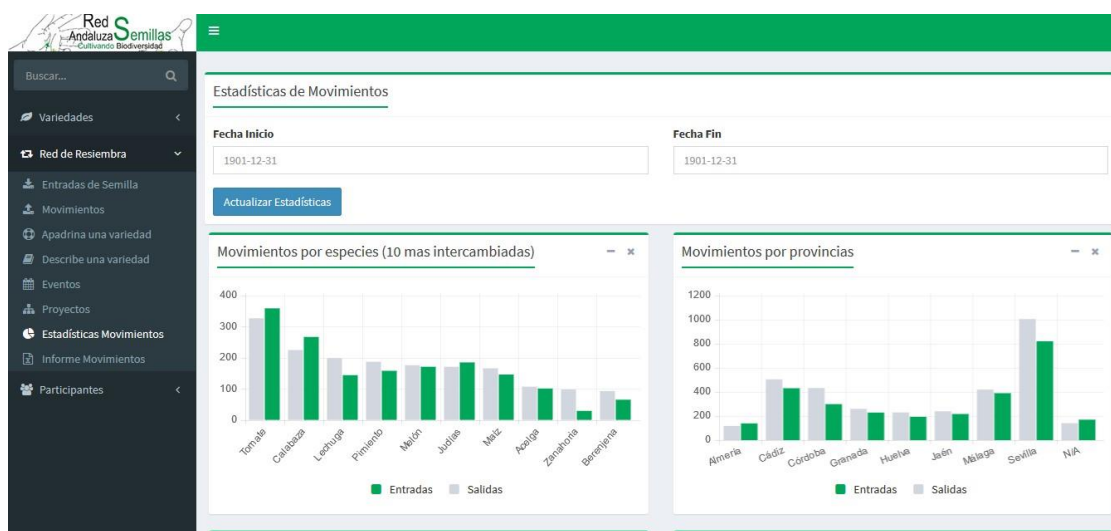 Red
Andaluza Semillas
Cultivando Biodiversidad
Buscar...
Variedades
Red de Resiembra
Entradas de Semilla
Movimientos
Apadrina una variedad
Describe una variedad
Eventos
Proyectos
Estadísticas Movimientos
Informe Movimientos
Participantes
Estadísticas de Movimientos
Fecha Inicio
1901-12-31
Fecha Fin
1901-12-31
Actualizar Estadísticas
Movimientos por especies (10 mas intercambiadas)
400
300
200
100
0
Tomate
Calabaza
Lechuga
Pimiento
Melón
Judías
Maiz
Acelga
Zanahoria
Berenjena
Entradas Salidas
Movimientos por provincias
1200
1000
800
600
400
200
0
Almería
Cádiz
Córdoba
Granada
Huelva
Jaén
Málaga
Sevilla
N/A
Entradas Salidas